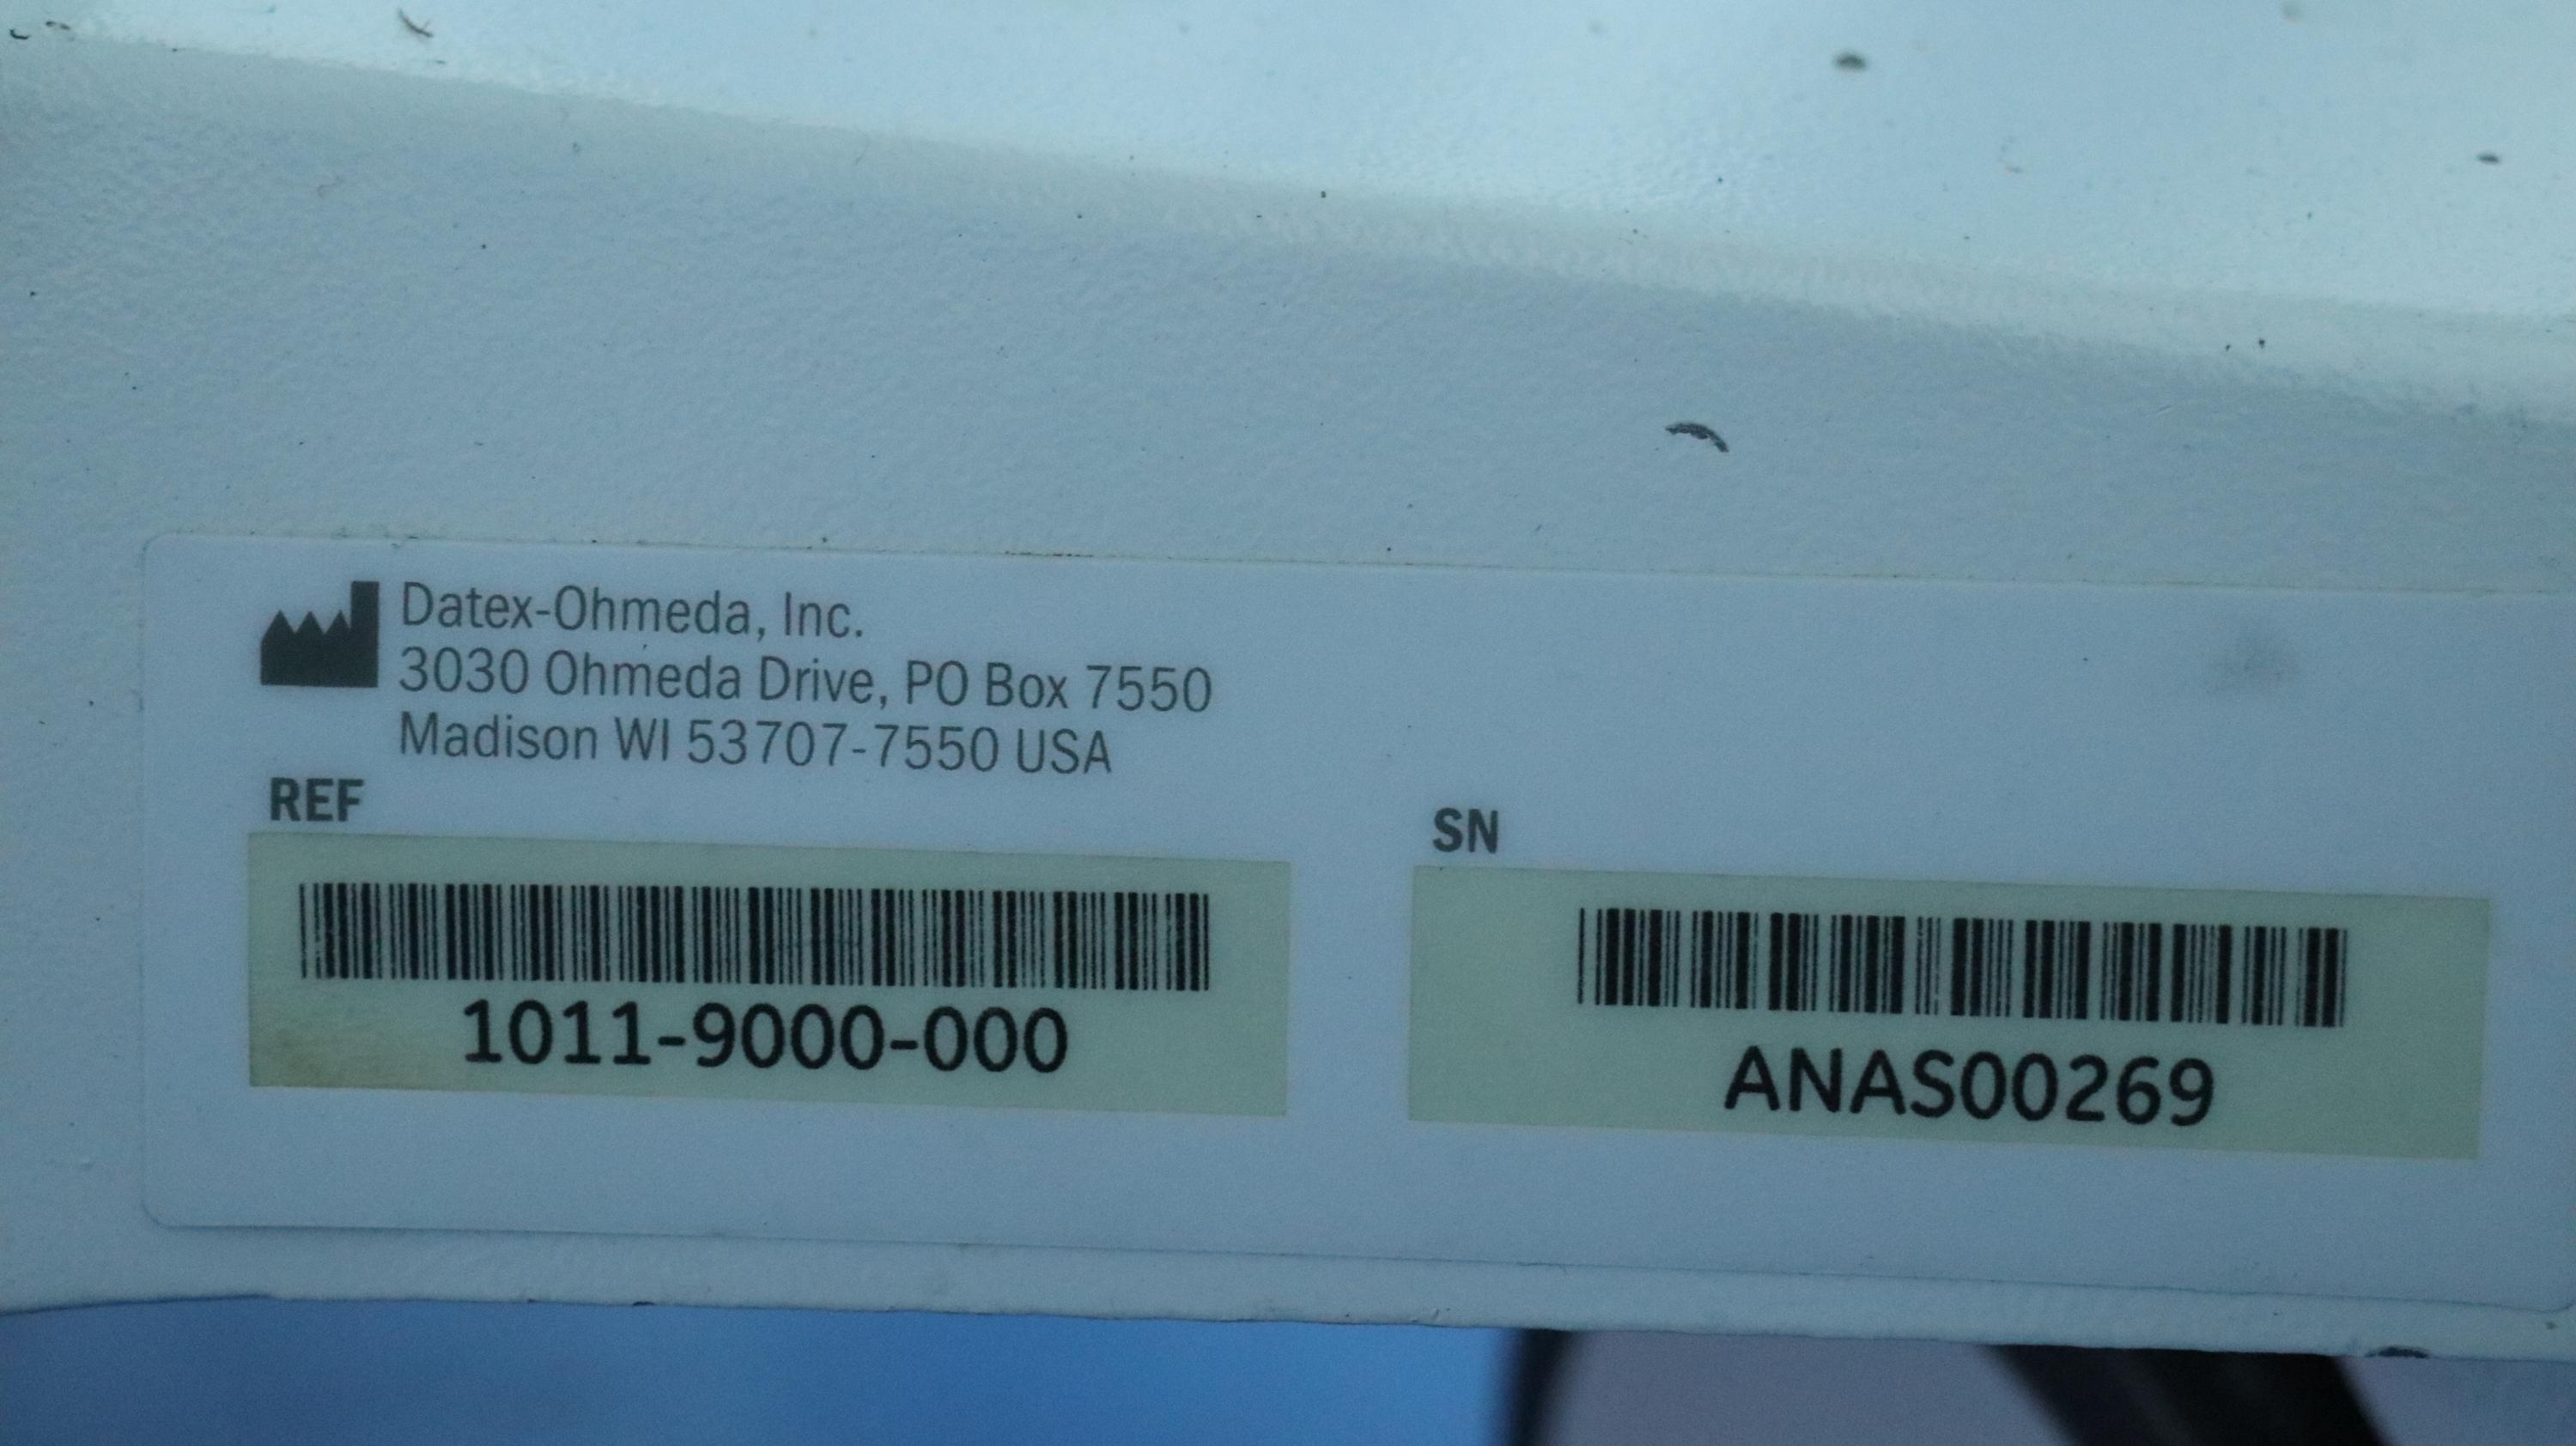 Datex-Ohmeda, Inc.
3030 Ohmeda Drive, PO Box 7550
Madison WI 53707-7550 USA
REF
1011-9000-000
SN
ANAS00269